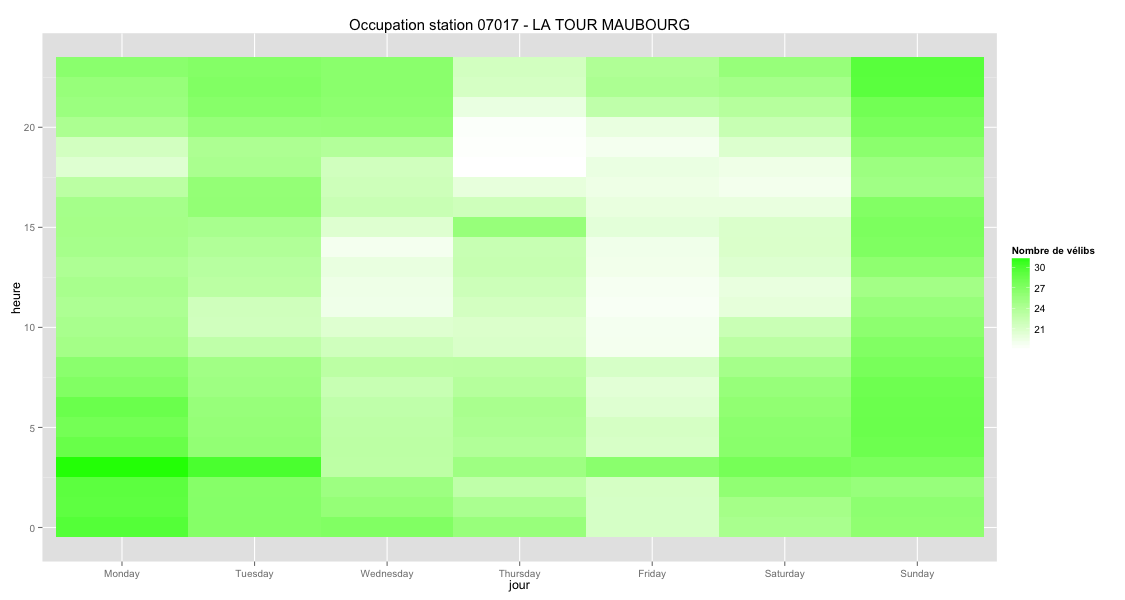 Occupation station 07017 - LA TOUR MAUBOURG
heure
20
15
10
5
0
Monday Tuesday Wednesday Thursday Friday Saturday Sunday
jour
Nombre de vélibs
30
27
24
21